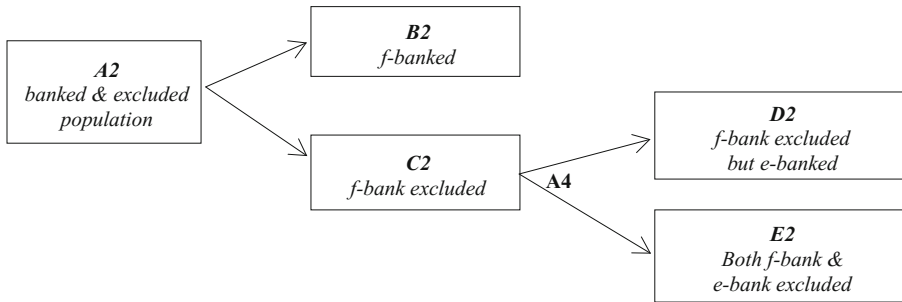 A2
banked & excluded
population
B2
f-banked
C2
f-bank excluded
A4
D2
f-bank excluded
but e-banked
E2
Both f-bank &
e-bank excluded